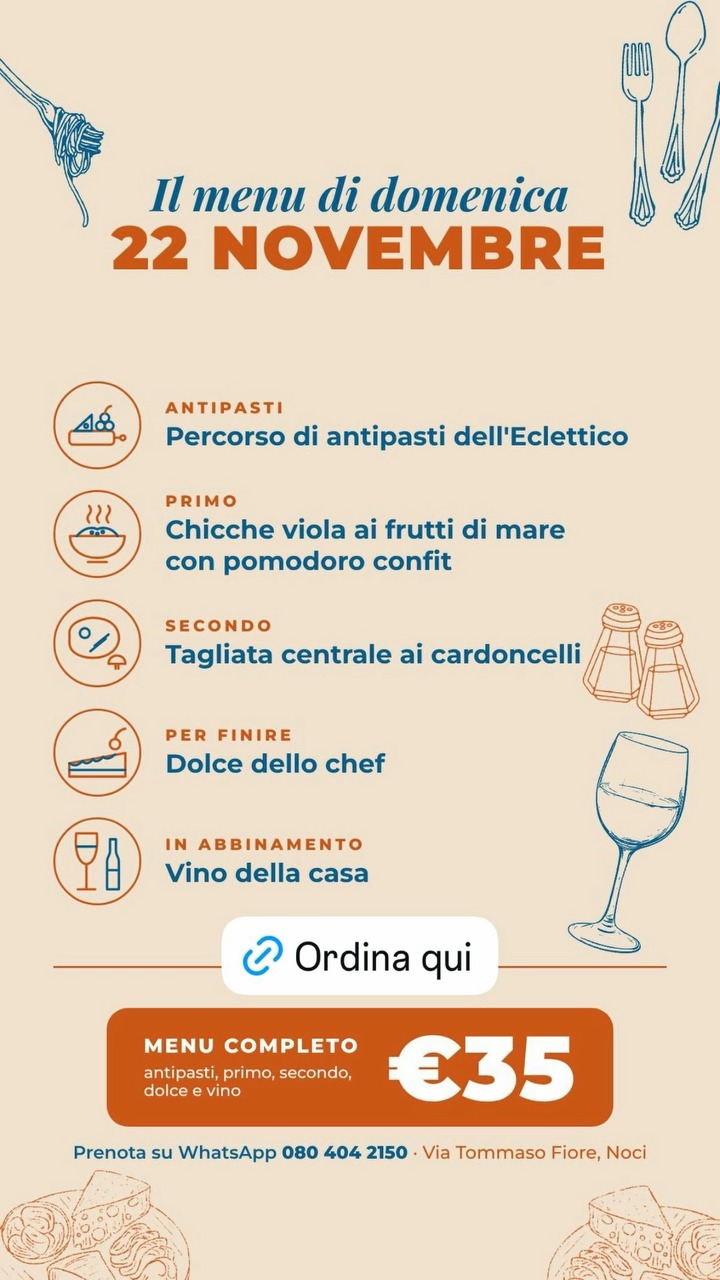 Il menu di domenica
22 NOVEMBRE
ANTIPASTI
Percorso di antipasti dell'Eclettico
PRIMO
Chicche viola ai frutti di mare
con pomodoro confit
SECONDO
Tagliata centrale ai cardoncelli
PER FINIRE
Dolce dello chef
IN ABBINAMENTO
Vino della casa
Ordina qui
MENU COMPLETO
antipasti, primo, secondo,
dolce e vino
€35
Prenota su WhatsApp 080 404 2150 · Via Tommaso Fiore, Noci